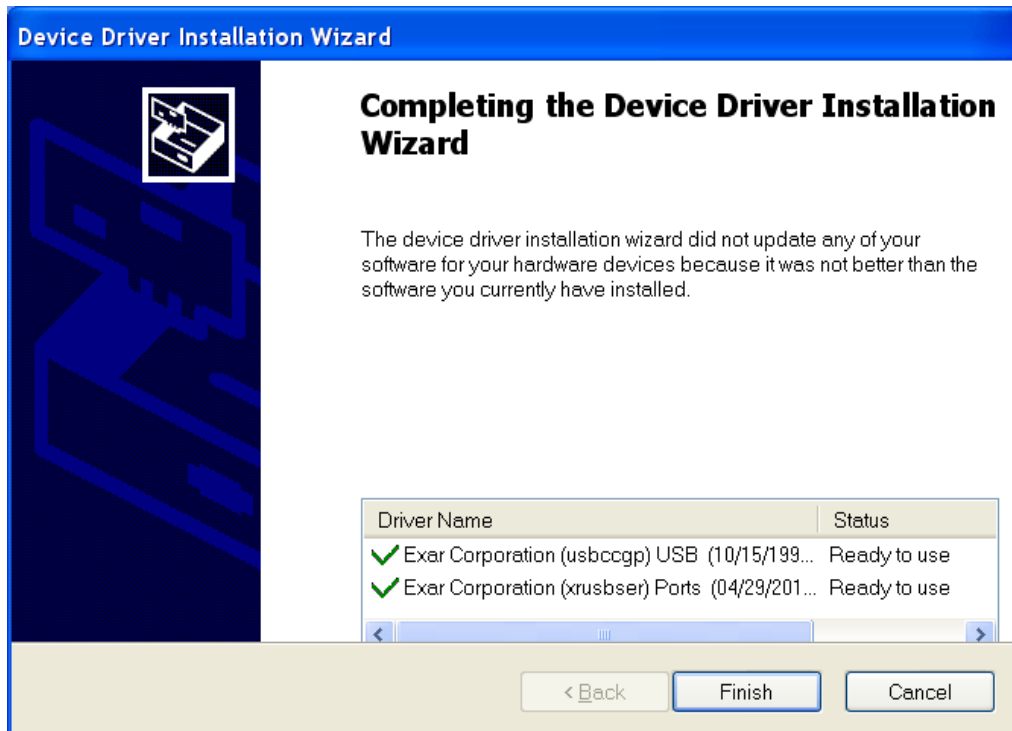 Device Driver Installation Wizard
Completing the Device Driver Installation
Wizard
The device driver installation wizard did not update any of your
software for your hardware devices because it was not better than the
software you currently have installed.
Driver Name Status
Exar Corporation (usbccgp) USB (10/15/199... Ready to use
Exar Corporation (xrusbser) Ports (04/29/201... Ready to use
< Back Finish Cancel